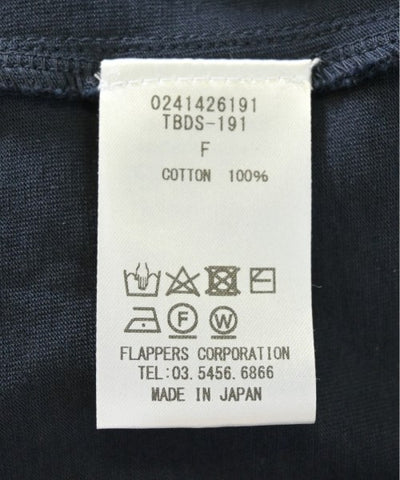 0241426191
TBDS-191
F
COTTON 100%
F W
FLAPPERS CORPORATION
TEL:03.5456.6866
MADE IN JAPAN